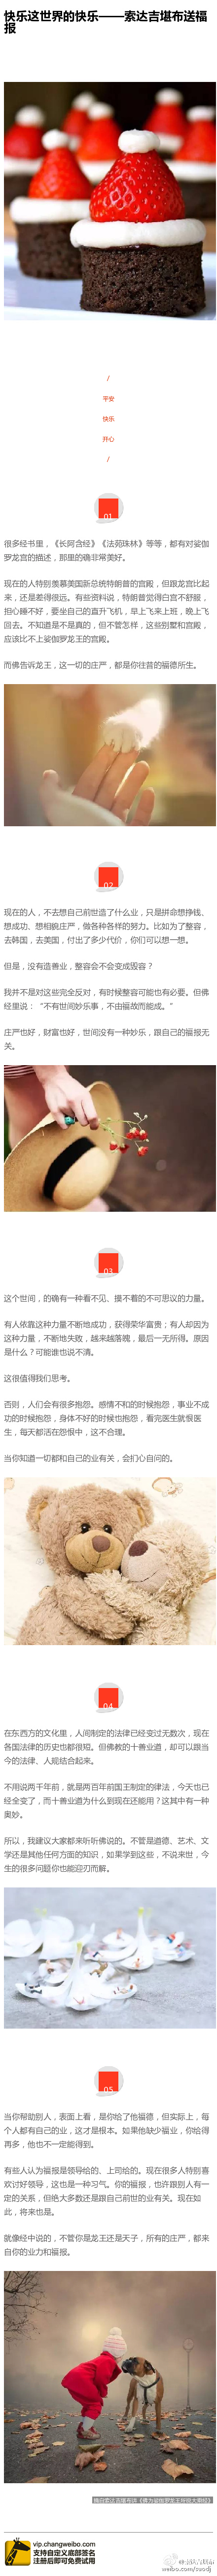 快乐这世界的快乐——索达吉堪布送福
报
/
平安
快乐
开心
/
01
很多经书里，《长阿含经》《法苑珠林》等等，都有对娑伽
罗龙宫的描述，那里的确非常美好。
现在的人特别羡慕美国新总统特朗普的宫殿，但跟龙宫比起
来，还是差得很远。有些资料说，特朗普觉得白宫不舒服，
担心睡不好，要坐自己的直升飞机，早上飞来上班，晚上飞
回去。不知道是不是真的，但不管怎样，这些别墅和宫殿，
应该比不上娑伽罗龙王的宫殿。
而佛告诉龙王，这一切的庄严，都是你往昔的福德所生。
02
现在的人，不去想自己前世造了什么业，只是拼命想挣钱、
想成功、想相貌庄严，做各种各样的努力。比如为了整容，
去韩国，去美国，付出了多少代价，你们可以想一想。
但是，没有造善业，整容会不会变成毁容？
我并不是对这些完全反对，有时候整容可能也有必要。但佛
经里说：“不有世间妙乐事，不由福故而能成。”
庄严也好，财富也好，世间没有一种妙乐，跟自己的福报无
关。
03
这个世间，的确有一种看不见、摸不着的不可思议的力量。
有人依靠这种力量不断地成功，获得荣华富贵；有人却因为
这种力量，不断地失败，越来越落魄，最后一无所得。原因
是什么？可能谁也说不清。
这很值得我们思考。
否则，人们会有很多抱怨。感情不和的时候抱怨，事业不成
功的时候抱怨，身体不好的时候也抱怨，看完医生就恨医
生，每天都活在怨恨中，这不合理。
当你知道一切都和自己的业有关，会扪心自问的。
04
在东西方的文化里，人间制定的法律已经变过无数次，现在
各国法律的历史也都很短。但佛教的十善业道，却可以跟当
今的法律、人规结合起来。
不用说两千年前，就是两百年前国王制定的律法，今天也已
经全变了，而十善业道为什么到现在还能用？这其中有一种
奥妙。
所以，我建议大家都来听听佛说的。不管是道德、艺术、文
学还是其他任何方面的知识，如果学到这些，不说来世，今
生的很多问题你也能迎刃而解。
05
当你帮助别人，表面上看，是你给了他福德，但实际上，每
个人都有自己的业，这才是根本。如果他缺少福业，你给得
再多，他也不一定能得到。
有些人认为福报是领导给的、上司给的。现在很多人特别喜
欢讨好领导，这也是一种习气。你的福报，也许跟别人有一
定的关系，但绝大多数还是跟自己前世的业有关。现在如
此，将来也是。
就像经中说的，不管你是龙王还是天子，所有的庄严，都来
自你的业力和福报。
摘自索达吉堪布讲《佛为娑伽罗龙王所说大乘经》
vip.changweibo.com
支持自定义底部签名
注册后即可免费试用
@索达吉堪布
weibo.com/suodj